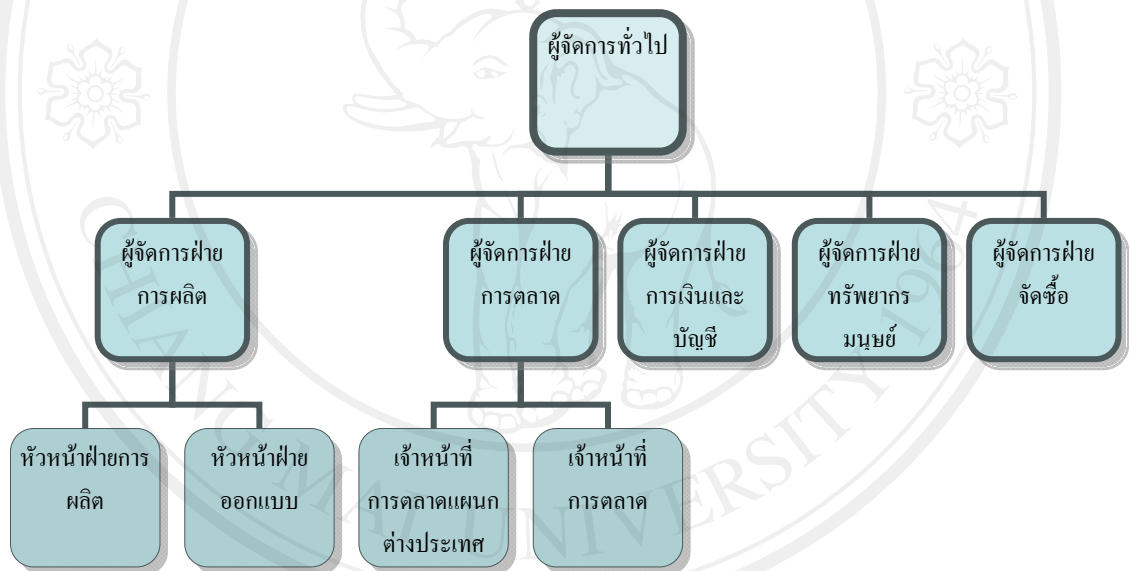 ผู้จัดการทั่วไป
ผู้จัดการฝ่าย
การผลิต
ผู้จัดการฝ่าย
การตลาด
ผู้จัดการฝ่าย
การเงินและ
บัญชี
ผู้จัดการฝ่าย
ทรัพยากร
มนุษย์
ผู้จัดการฝ่าย
จัดซื้อ
หัวหน้าฝ่ายการ
ผลิต
หัวหน้าฝ่าย
ออกแบบ
เจ้าหน้าที่
การตลาดแผนก
ต่างประเทศ
เจ้าหน้าที่
การตลาด
CHIANG MAI UNIVERSITY 1964